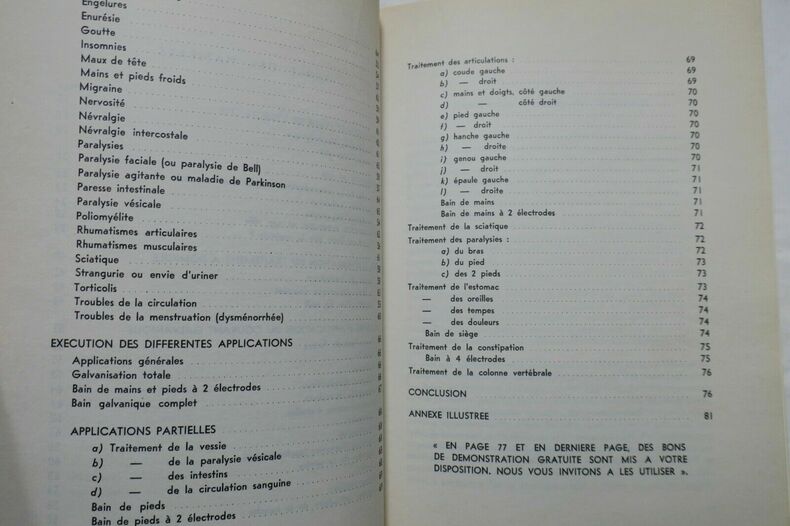 Engelures
Enurésie
Goutte
Insomnies
Maux de tête
Mains et pieds froids
Migraine
Nervosité
Névralgie
Névralgie intercostale
Paralysies
Paralysie faciale (ou paralysie de Bell)
Paralysie agitante ou maladie de Parkinson
Paresse intestinale
Paralysie vésicale
Poliomyélite
Rhumatismes articulaires
Rhumatismes musculaires
Sciatique
Strangurie ou envie d'uriner
Torticolis
Troubles de la circulation
Troubles de la menstruation (dysménorrhée)
EXECUTION DES DIFFERENTES APPLICATIONS
Applications générales
Galvanisation totale
Bain de mains et pieds à 2 électrodes
Bain galvanique complet
APPLICATIONS PARTIELLES
a) Traitement de la vessie
b) — de la paralysie vésicale
c) — des intestins
d) — de la circulation sanguine
Bain de pieds
Bain de pieds à 2 électrodes
Traitement des articulations : 69
a) coude gauche 69
b) — droit 69
c) mains et doigts, côté gauche 70
d) — côté droit 70
e) pied gauche 70
f) — droit 70
g) hanche gauche 70
h) — droite 70
i) genou gauche 70
j) — droit 71
k) épaule gauche 71
l) — droite 71
Bain de mains 71
Bain de mains à 2 électrodes 71
Traitement de la sciatique 72
Traitement des paralysies : 72
a) du bras 72
b) du pied 73
c) des 2 pieds 73
Traitement de l'estomac 73
— des oreilles 74
— des tempes 74
— des douleurs 74
Bain de siège 74
Traitement de la constipation 75
Bain à 4 électrodes 75
Traitement de la colonne vertébrale 76
CONCLUSION 76
ANNEXE ILLUSTREE 81
« EN PAGE 77 ET EN DERNIERE PAGE, DES BONS
DE DEMONSTRATION GRATUITE SONT MIS A VOTRE
DISPOSITION. NOUS VOUS INVITONS A LES UTILISER ».